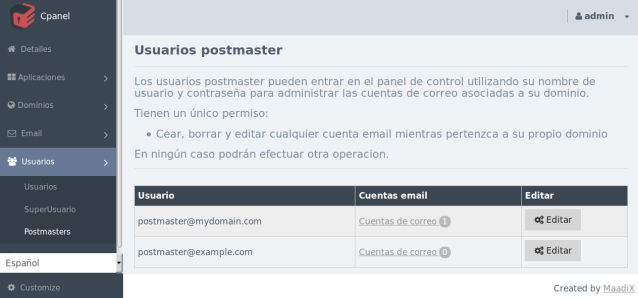 Cpanel
admin
Detalles
Aplicaciones
Dominios
Email
Usuarios
Usuarios
SuperUsuario
Postmasters
Español
Customize
Usuarios postmaster
Los usuarios postmaster pueden entrar en el panel de control utilizando su nombre de
usuario y contraseña para administrar las cuentas de correo asociadas a su dominio.
Tienen un único permiso:
• Cear, borrar y editar cualquier cuenta email mientras pertenzca a su propio dominio
En ningún caso podrán efectuar otra operacion.
Usuario Cuentas email Editar
postmaster@mydomain.com Cuentas de correo 1 Editar
postmaster@example.com Cuentas de correo 0 Editar
Created by MaadiX